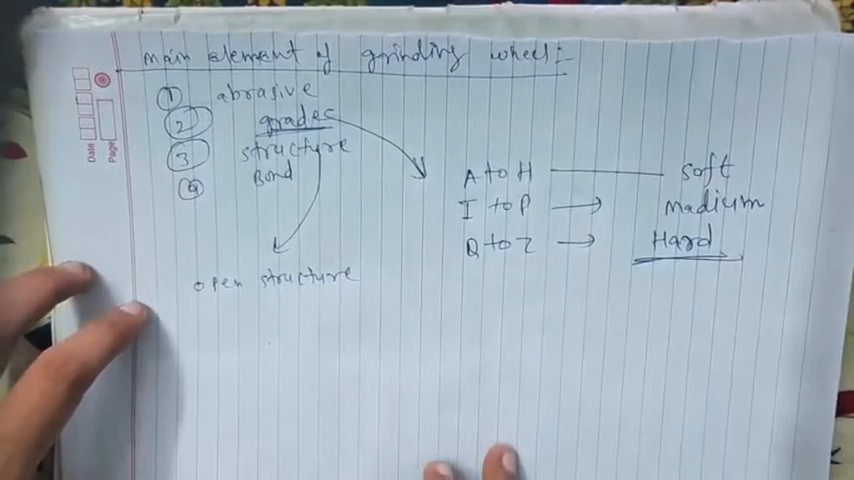 main element of grinding wheel:-
Date
Page
① abrasive
② grades
③ structure
④ Bond
A to H — soft
I to P → Madium
Q to Z → Hard
open structure